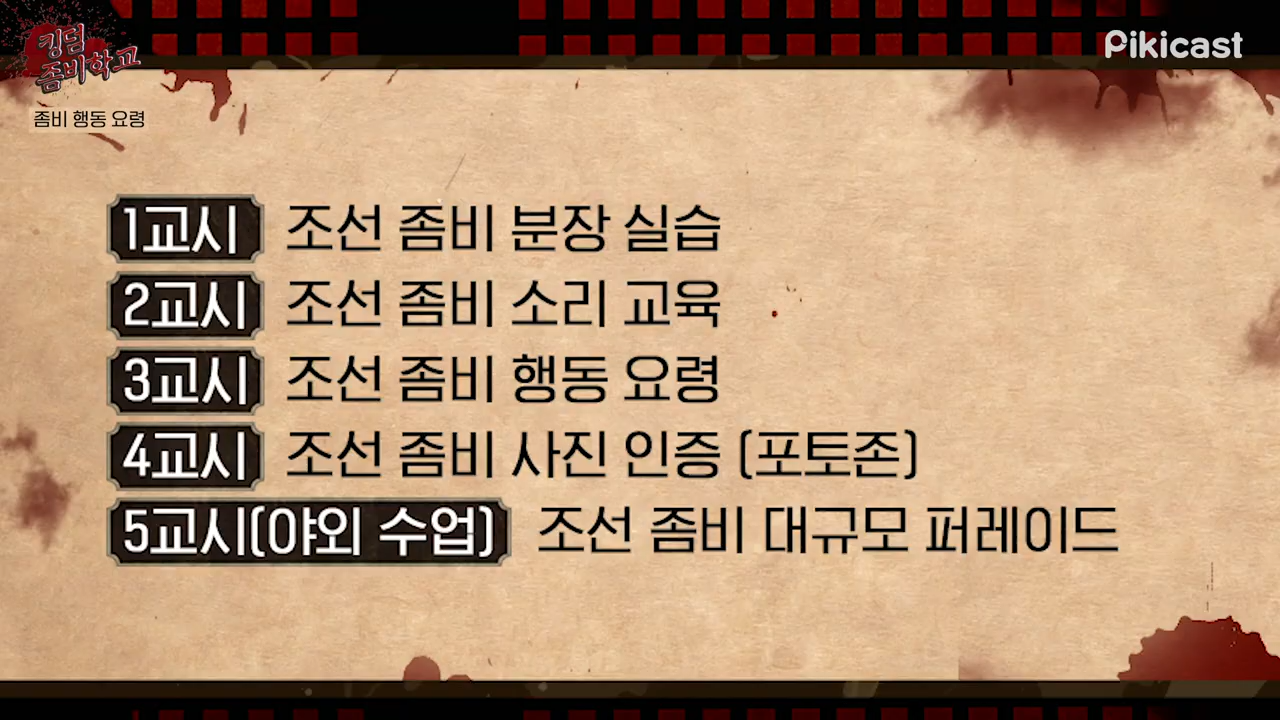 킹덤
좀비학교
Pikicast
좀비 행동 요령
1교시 조선 좀비 분장 실습
2교시 조선 좀비 소리 교육
3교시 조선 좀비 행동 요령
4교시 조선 좀비 사진 인증 (포토존)
5교시(야외 수업) 조선 좀비 대규모 퍼레이드